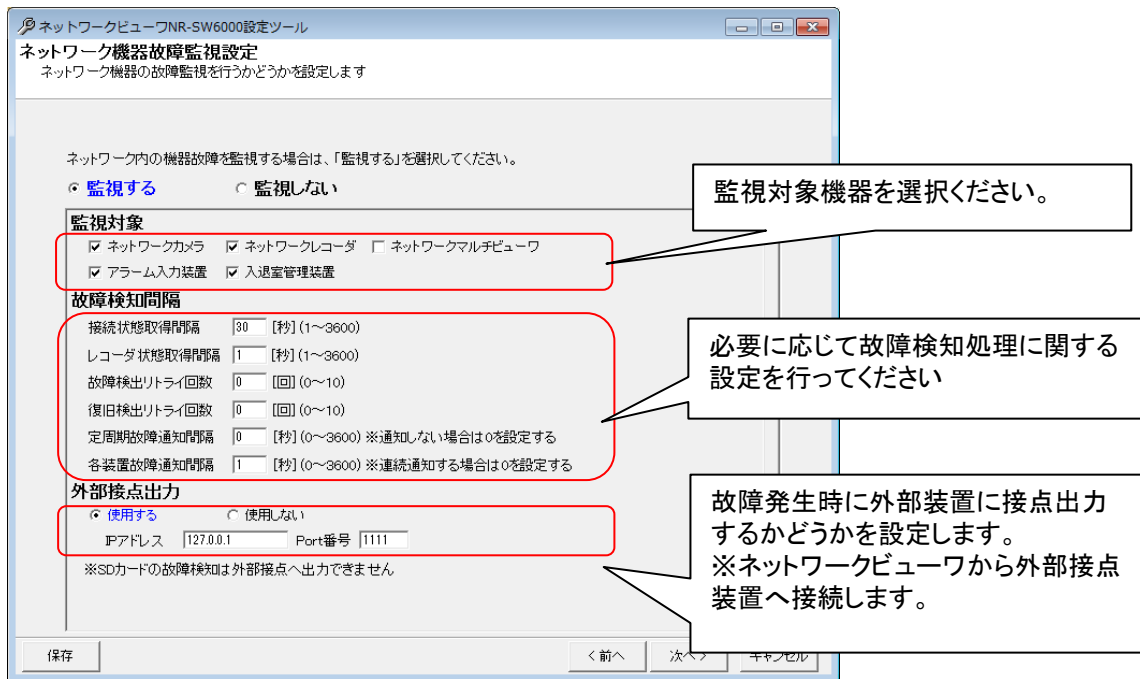 ネットワークビューワNR-SW6000設定ツール
ネットワーク機器故障監視設定
ネットワーク機器の故障監視を行うかどうかを設定します
ネットワーク内の機器故障を監視する場合は、「監視する」を選択してください。
監視する 監視しない
監視対象機器を選択ください。
監視対象
ネットワークカメラ ネットワークレコーダ ネットワークマルチビューワ
アラーム入力装置 入退室管理装置
故障検知間隔
接続状態取得間隔 30 [秒] (1～3600)
レコーダ状態取得間隔 1 [秒] (1～3600)
故障検出リトライ回数 0 [回] (0～10)
復旧検出リトライ回数 0 [回] (0～10)
定周期故障通知間隔 0 [秒] (0～3600) ※通知しない場合は0を設定する
各装置故障通知間隔 1 [秒] (0～3600) ※連続通知する場合は0を設定する
必要に応じて故障検知処理に関する
設定を行ってください
外部接点出力
使用する 使用しない
IPアドレス 127.0.0.1 Port番号 1111
※SDカードの故障検知は外部接点へ出力できません
故障発生時に外部装置に接点出力
するかどうかを設定します。
※ネットワークビューワから外部接点
装置へ接続します。
保存 < 前へ 次へ > キャンセル